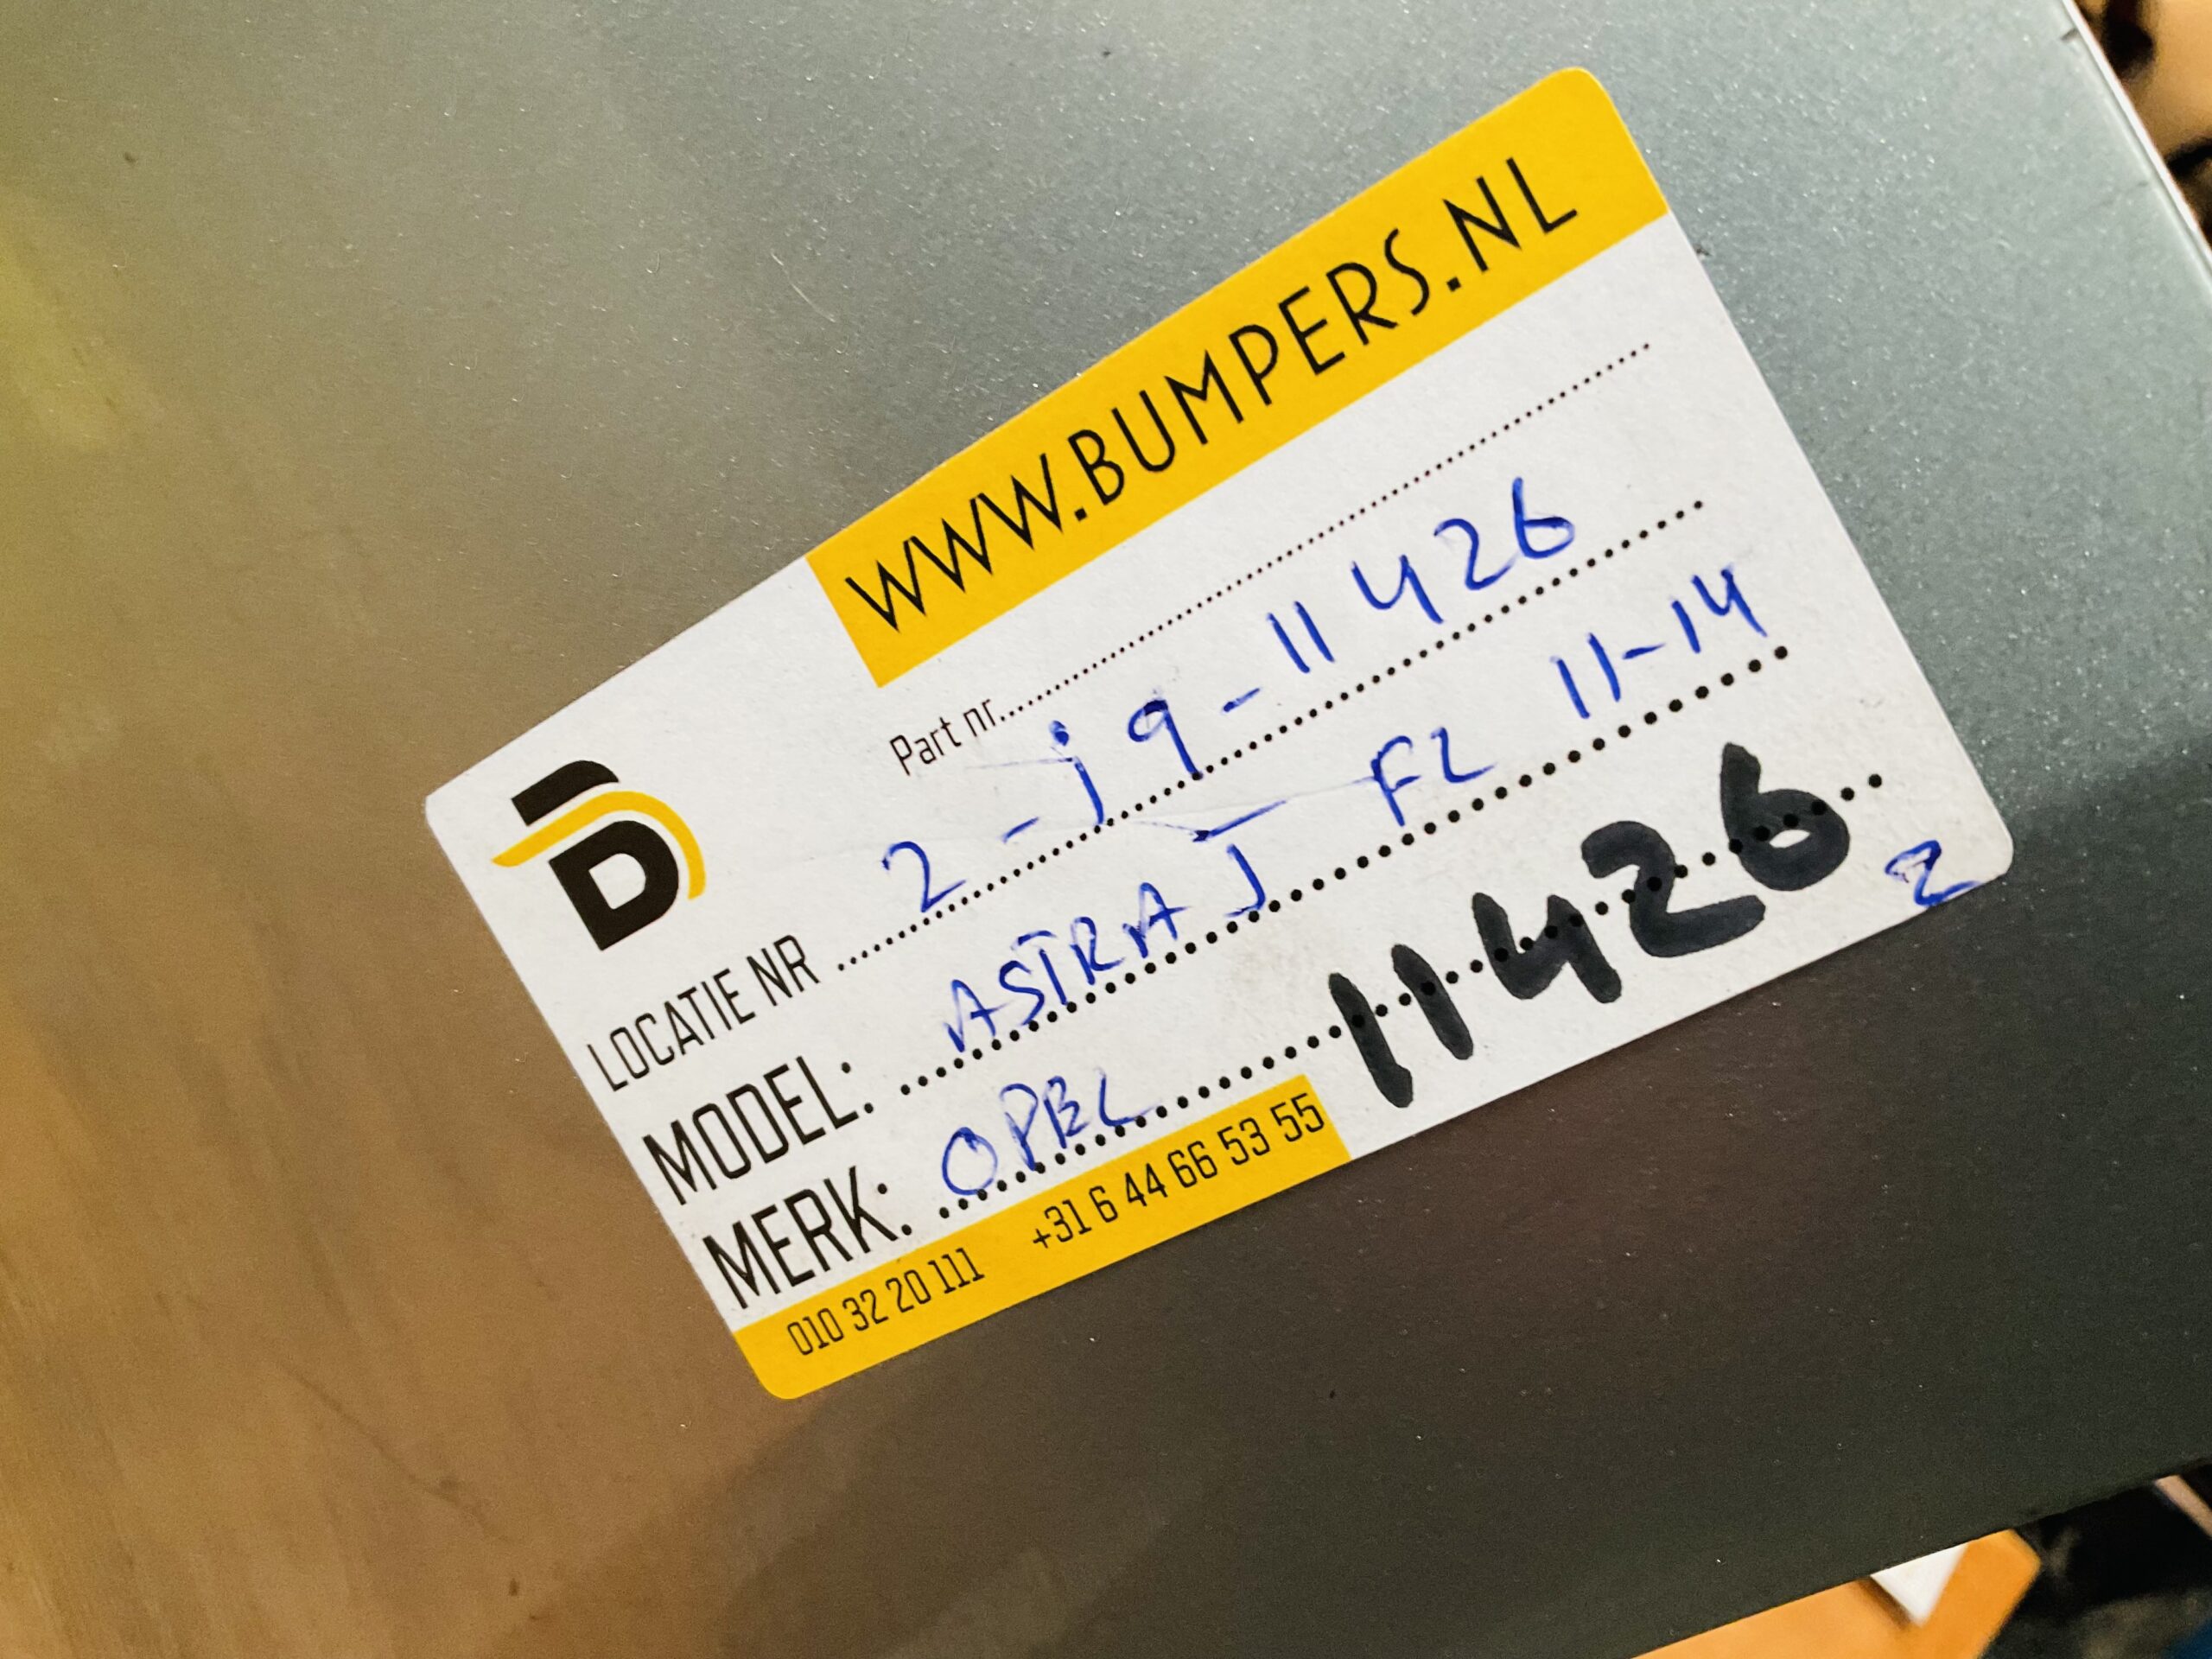 WWW.BUMPERS.NL
Part nr..........
LOCATIE NR 2 - j9 - 11426
MODEL: ASTRA J FL 11-14
MERK: OPEL 11426
2
010 32 20 111 +31 6 44 66 53 55